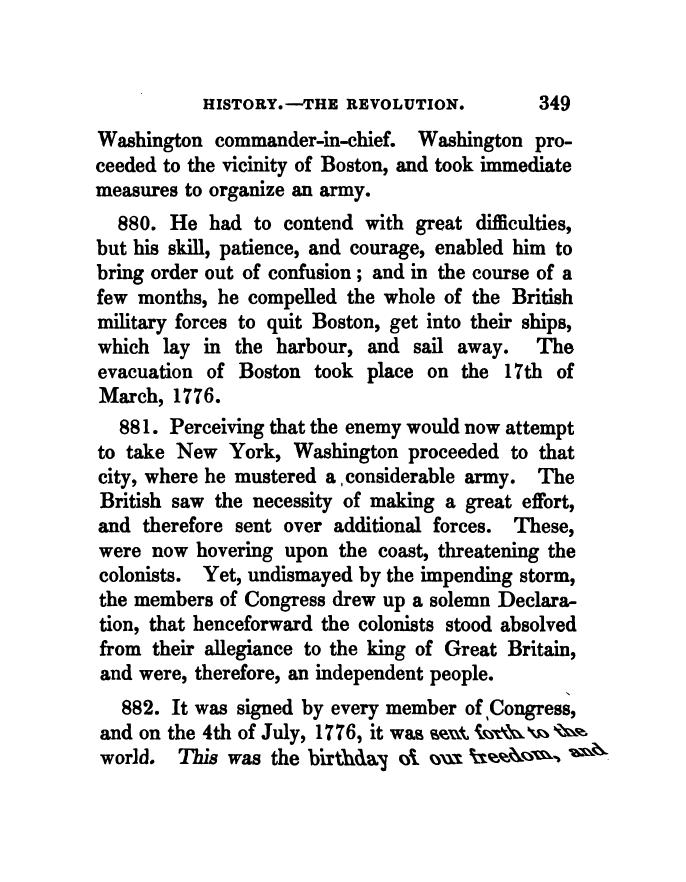 HISTORY.—THE REVOLUTION. 349
Washington commander-in-chief. Washington pro-
ceeded to the vicinity of Boston, and took immediate
measures to organize an army.
880. He had to contend with great difficulties,
but his skill, patience, and courage, enabled him to
bring order out of confusion; and in the course of a
few months, he compelled the whole of the British
military forces to quit Boston, get into their ships,
which lay in the harbour, and sail away. The
evacuation of Boston took place on the 17th of
March, 1776.
881. Perceiving that the enemy would now attempt
to take New York, Washington proceeded to that
city, where he mustered a considerable army. The
British saw the necessity of making a great effort,
and therefore sent over additional forces. These,
were now hovering upon the coast, threatening the
colonists. Yet, undismayed by the impending storm,
the members of Congress drew up a solemn Declara-
tion, that henceforward the colonists stood absolved
from their allegiance to the king of Great Britain,
and were, therefore, an independent people.
882. It was signed by every member of Congress,
and on the 4th of July, 1776, it was sent forth to the
world. This was the birthday of our freedom, and